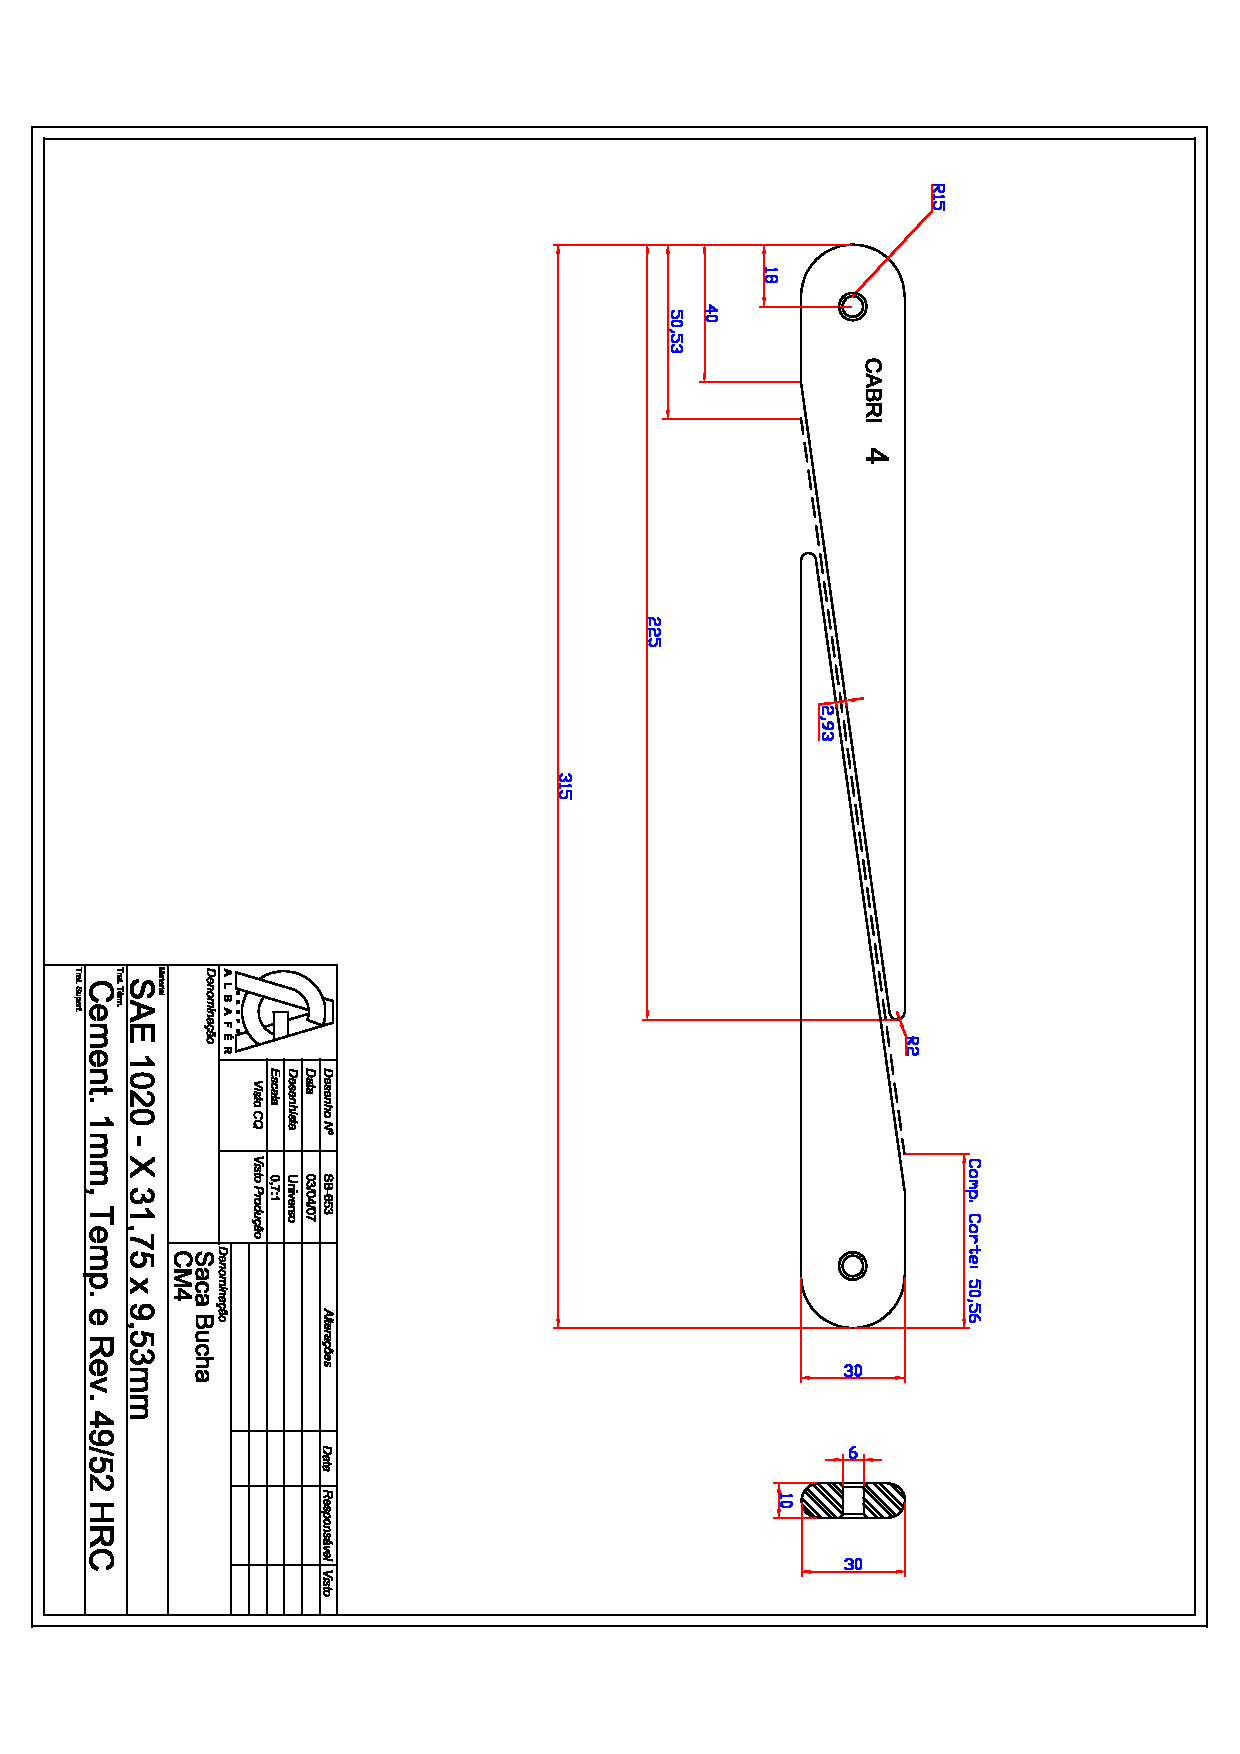 R15
18
40
50,53
225
315
CABRI 4
2,93
R2
Comp. Corte: 50,56
30
6
10
30
ALBAFÉR
Desenho Nº SB-653
Data 03/04/07
Desenhista Universo
Escala 0,7:1
Visto CQ Visto Produção
Alterações Data Responsável Visto
Denominação
Denominação
Saca Bucha
CM4
Material
SAE 1020 - X 31,75 x 9,53mm
Trat. Térm.
Cement. 1mm, Temp. e Rev. 49/52 HRC
Trat. Superf.